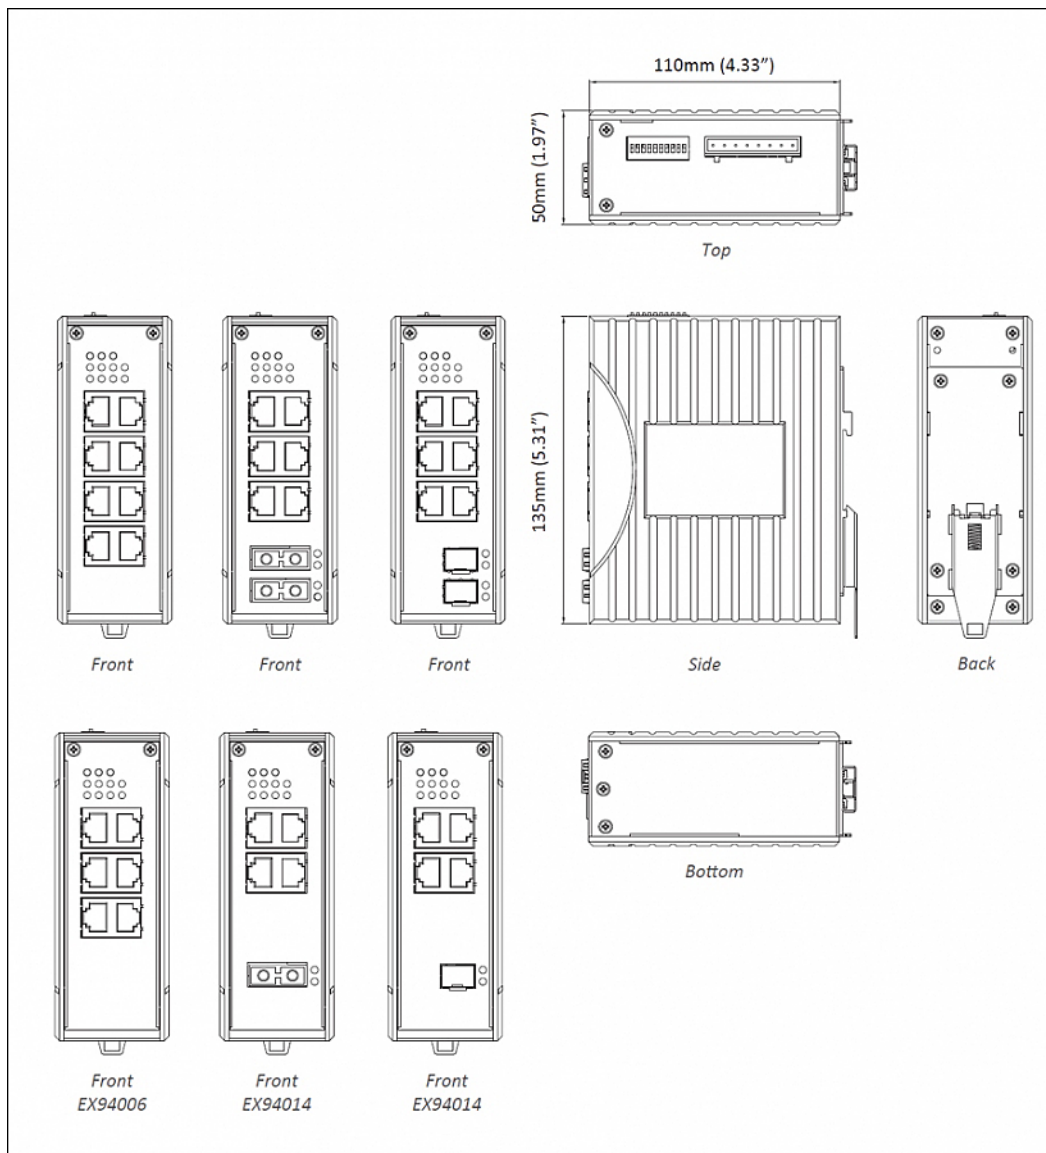 110mm (4.33”)
50mm (1.97”)
Top
135mm (5.31”)
Front
Front
Front
Side
Back
Bottom
Front
EX94006
Front
EX94014
Front
EX94014